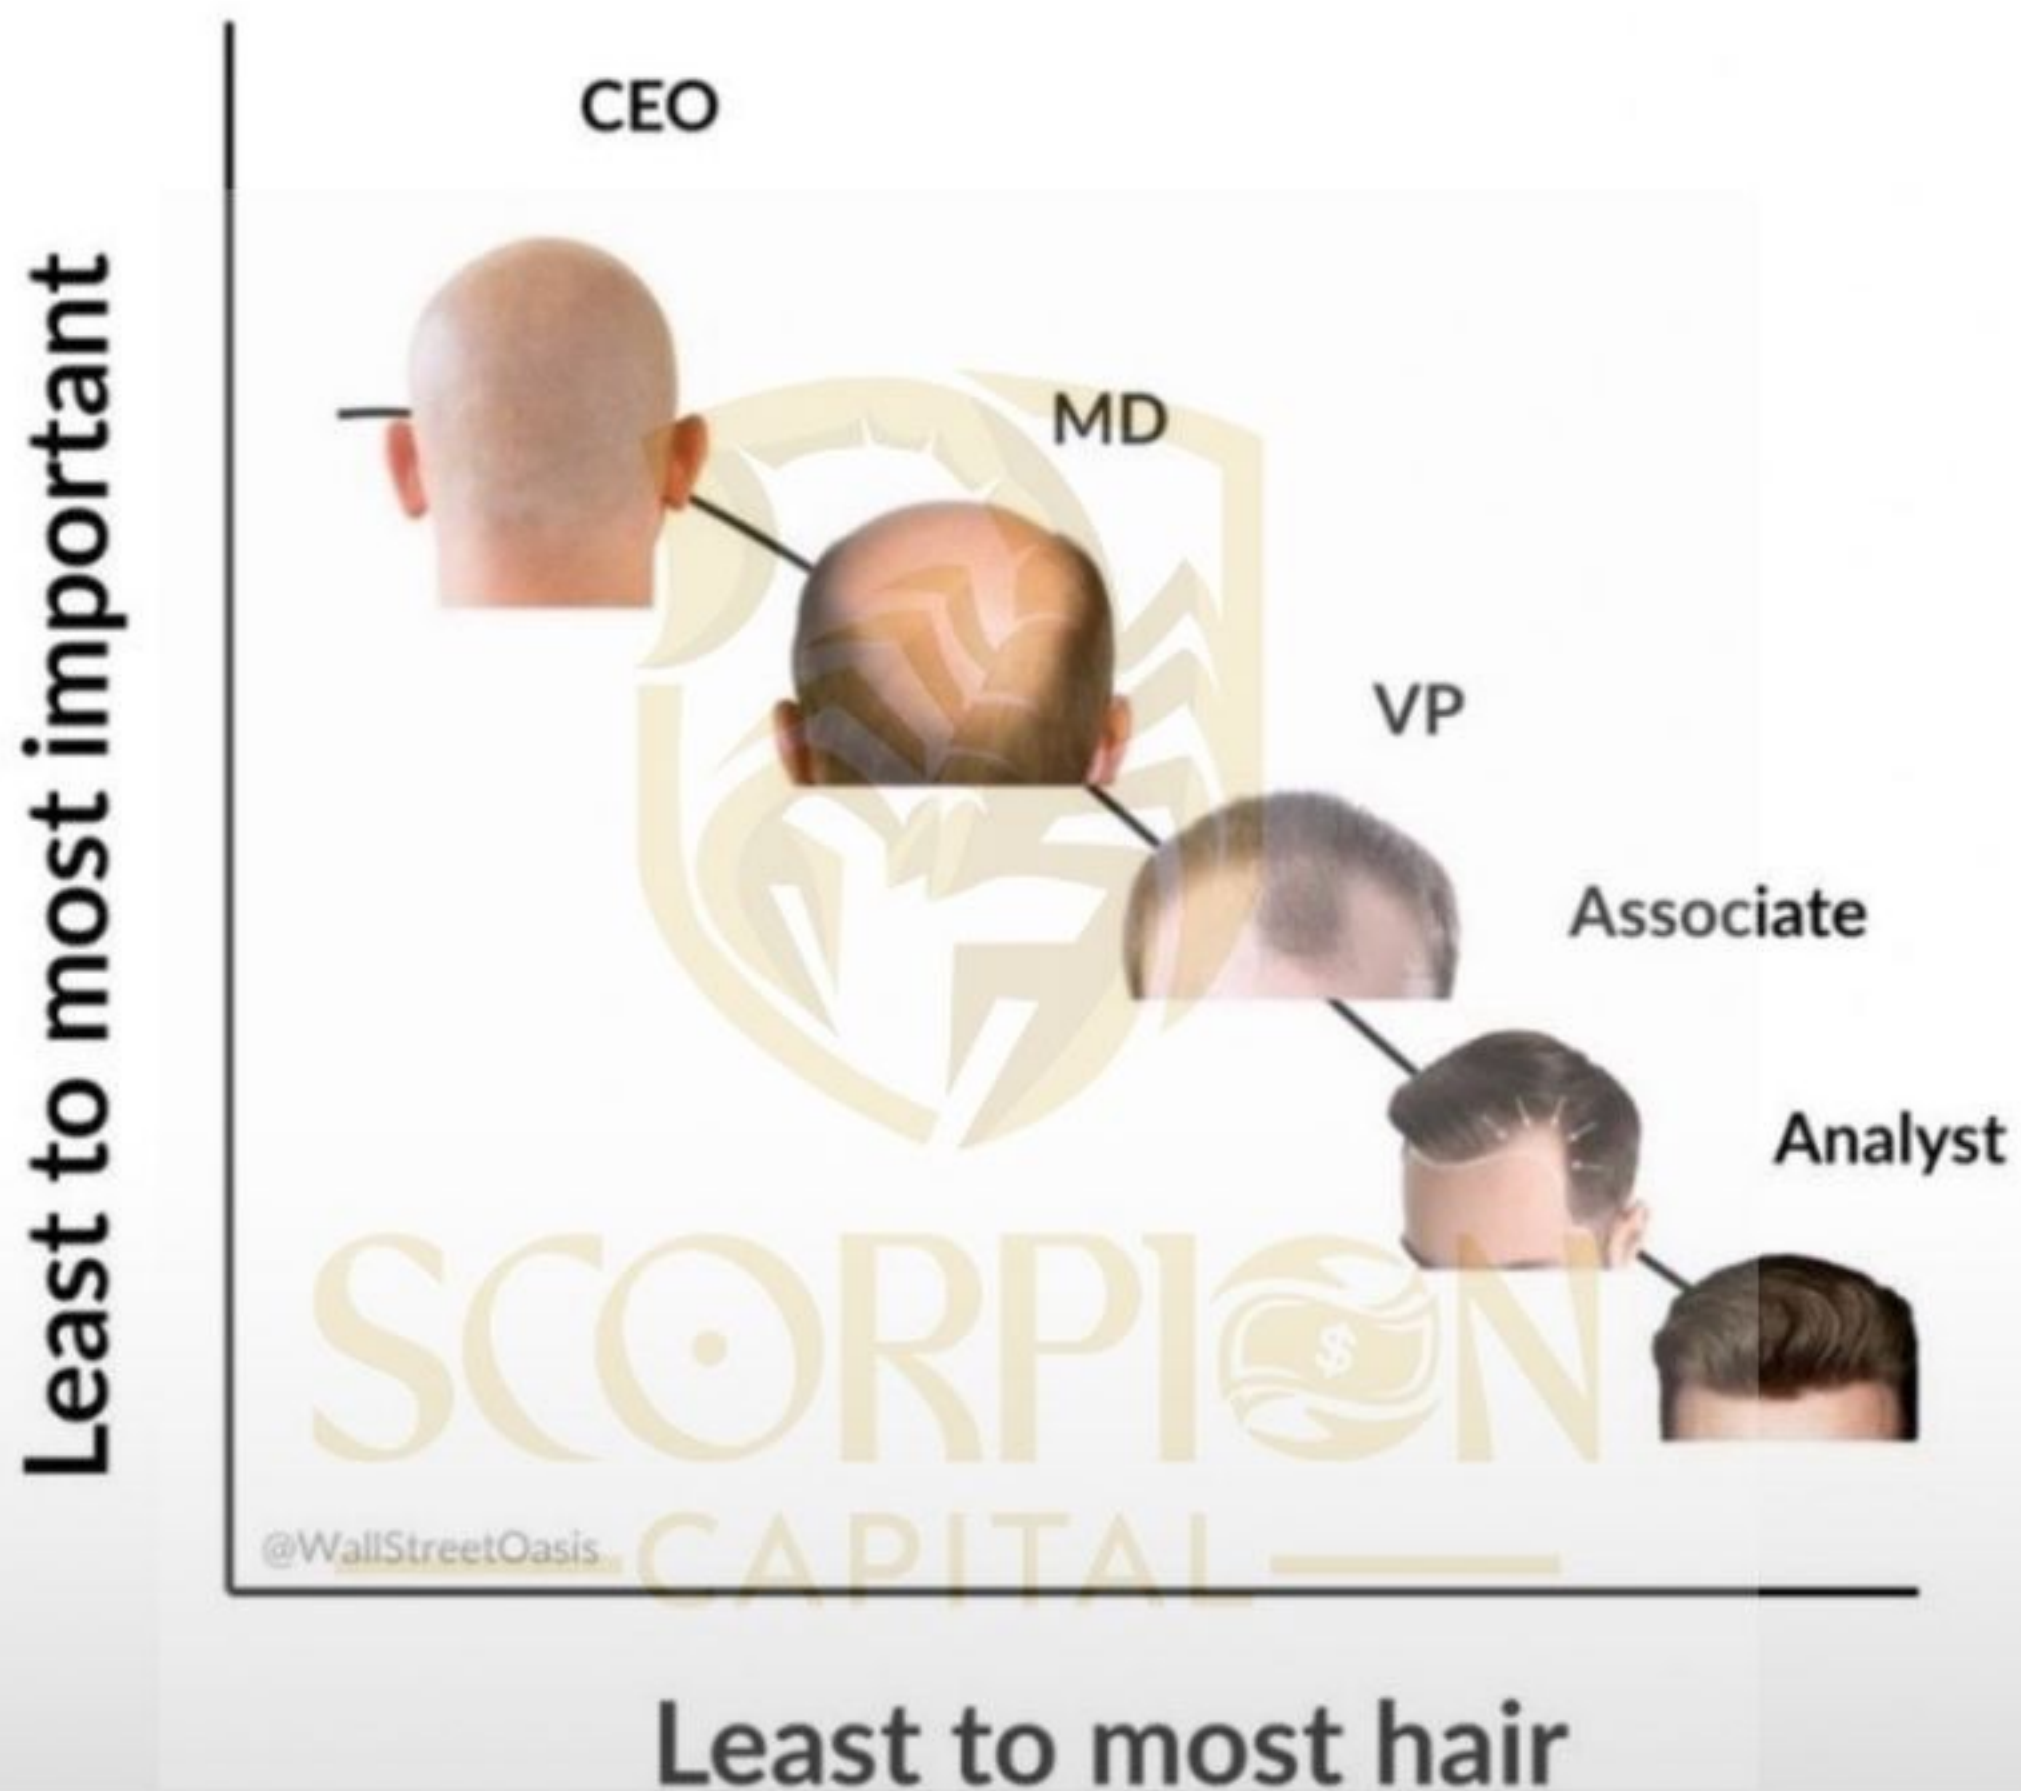 CEO
MD
VP
Associate
Analyst
Least to most important
SCORPION
CAPITAL
@WallStreetOasis
Least to most hair